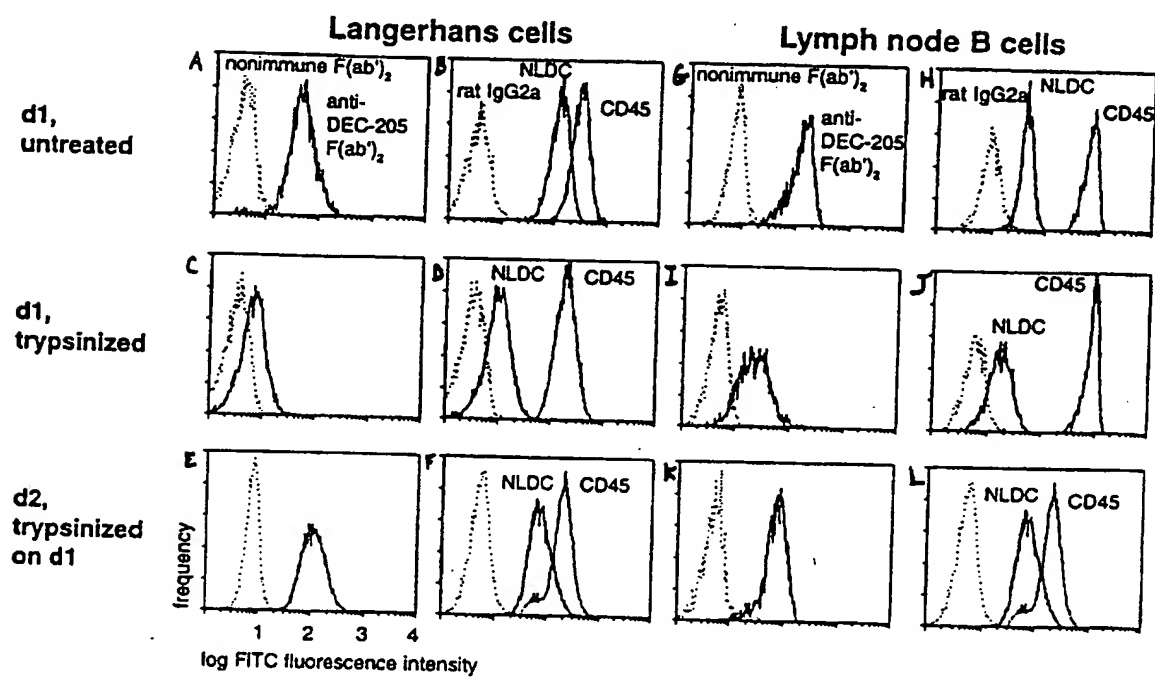 Langerhans cells
Lymph node B cells
d1,
untreated
A
nonimmune F(ab')₂
anti-
DEC-205
F(ab')₂
B
NLDC
rat IgG2a
CD45
G
nonimmune F(ab')₂
anti-
DEC-205
F(ab')₂
H
rat IgG2a
NLDC
CD45
d1,
trypsinized
C
D
NLDC
CD45
I
J
CD45
NLDC
d2,
trypsinized
on d1
E
frequency
F
NLDC
CD45
K
L
NLDC
CD45
1 2 3 4
log FITC fluorescence intensity